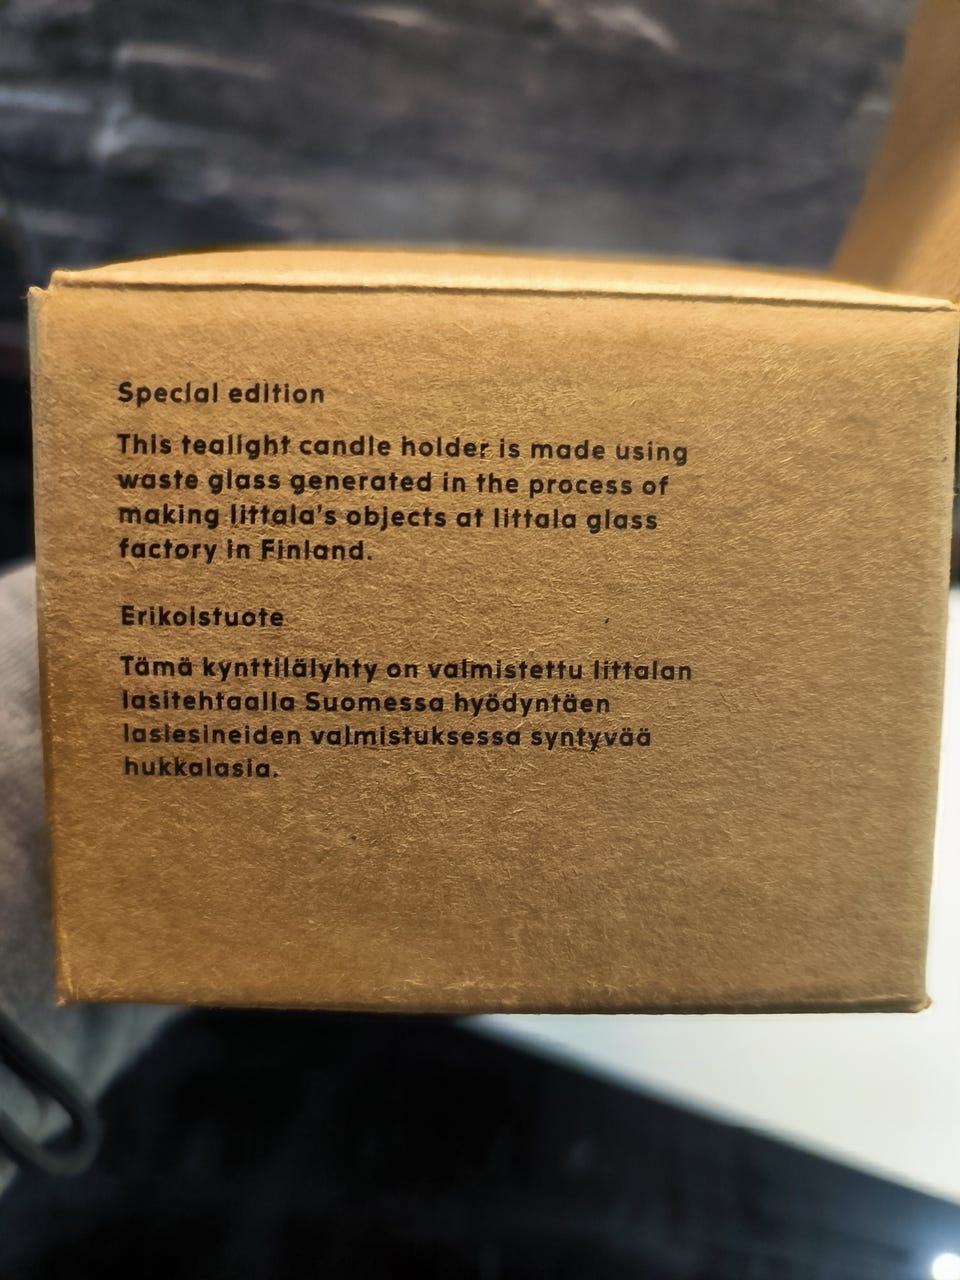 Special edition
This tealight candle holder is made using
waste glass generated in the process of
making Iittala's objects at Iittala glass
factory in Finland.
Erikoistuote
Tämä kynttilälyhty on valmistettu Iittalan
lasitehtaalla Suomessa hyödyntäen
lasiesineiden valmistuksessa syntyvää
hukkalasia.